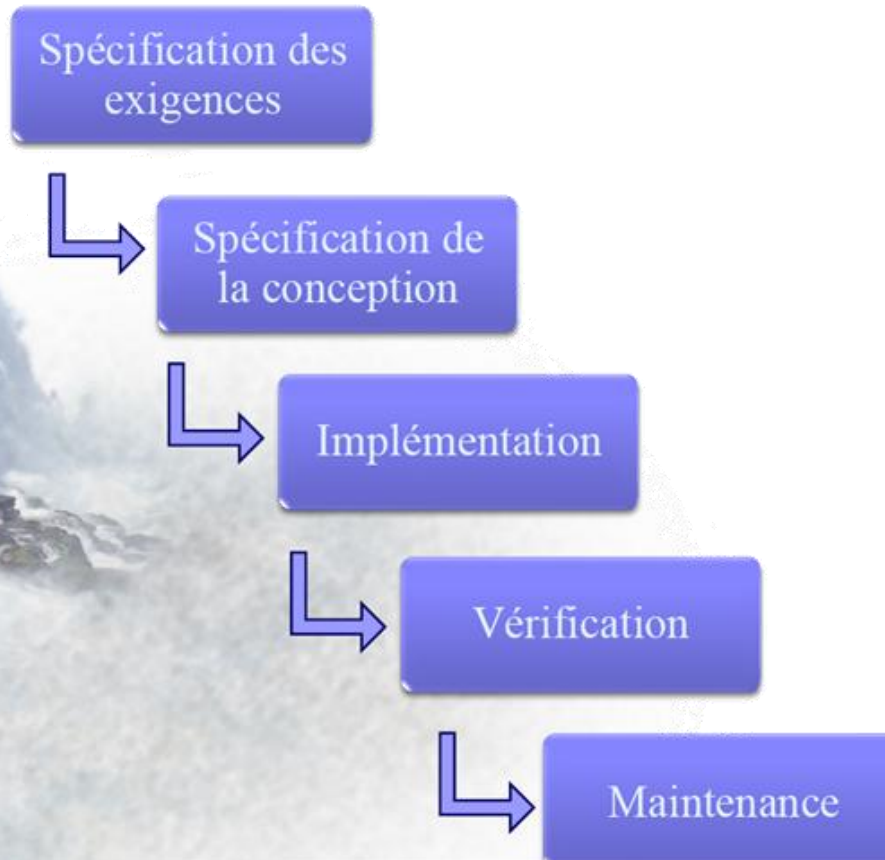 Spécification des
exigences
Spécification de
la conception
Implémentation
Vérification
Maintenance